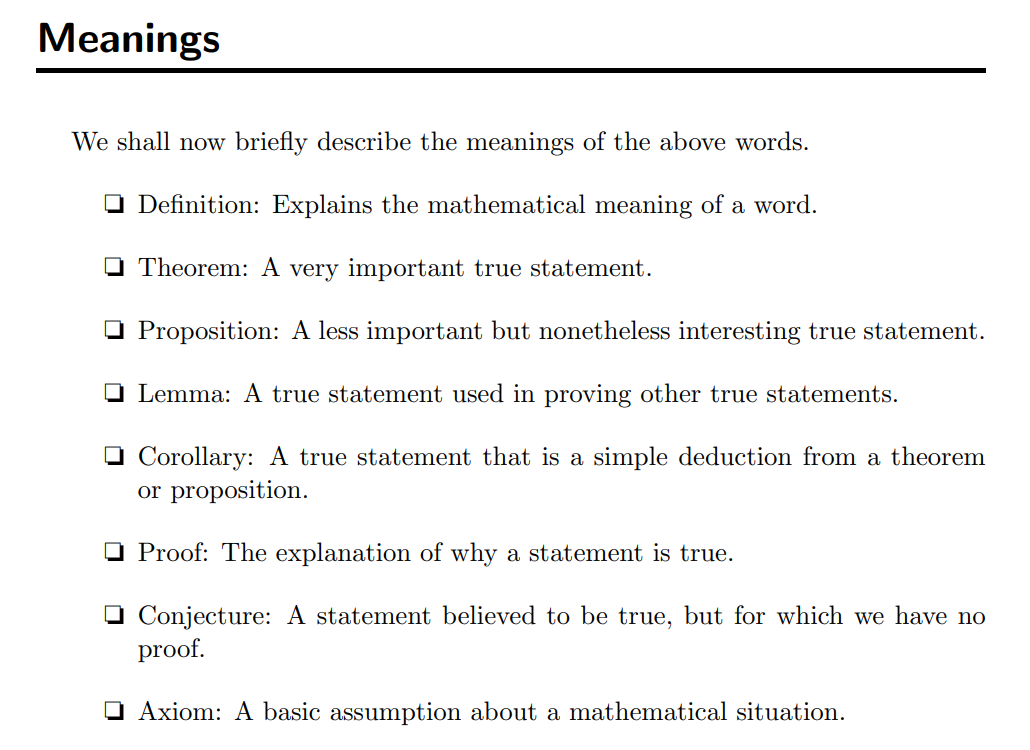 Meanings
We shall now briefly describe the meanings of the above words.
❏ Definition: Explains the mathematical meaning of a word.
❏ Theorem: A very important true statement.
❏ Proposition: A less important but nonetheless interesting true statement.
❏ Lemma: A true statement used in proving other true statements.
❏ Corollary: A true statement that is a simple deduction from a theorem
or proposition.
❏ Proof: The explanation of why a statement is true.
❏ Conjecture: A statement believed to be true, but for which we have no
proof.
❏ Axiom: A basic assumption about a mathematical situation.